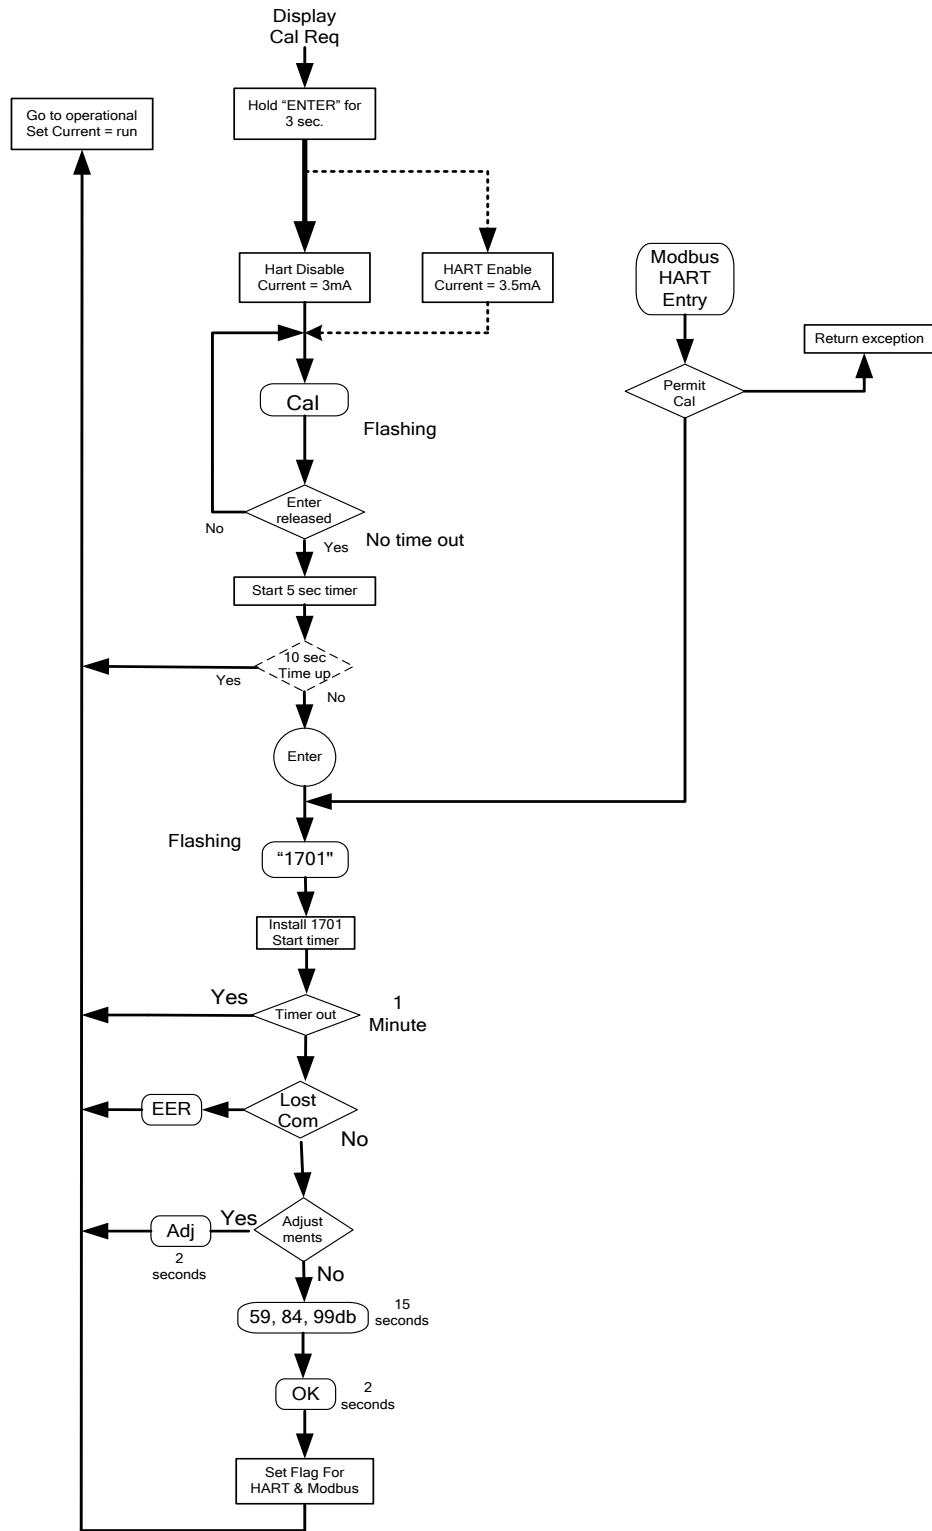 Display
Cal Req
Hold “ENTER” for
3 sec.
Go to operational
Set Current = run
Hart Disable
Current = 3mA
HART Enable
Current = 3.5mA
Modbus
HART
Entry
Return exception
Permit
Cal
Cal
Flashing
Enter
released
No
No time out
Yes
Start 5 sec timer
10 sec
Time up
Yes
No
Enter
Flashing
“1701"
Install 1701
Start timer
Yes
Timer out
1
Minute
EER
Lost
Com
No
Adj
Yes
Adjust
ments
2
seconds
No
59, 84, 99db
15
seconds
OK
2
seconds
Set Flag For
HART & Modbus